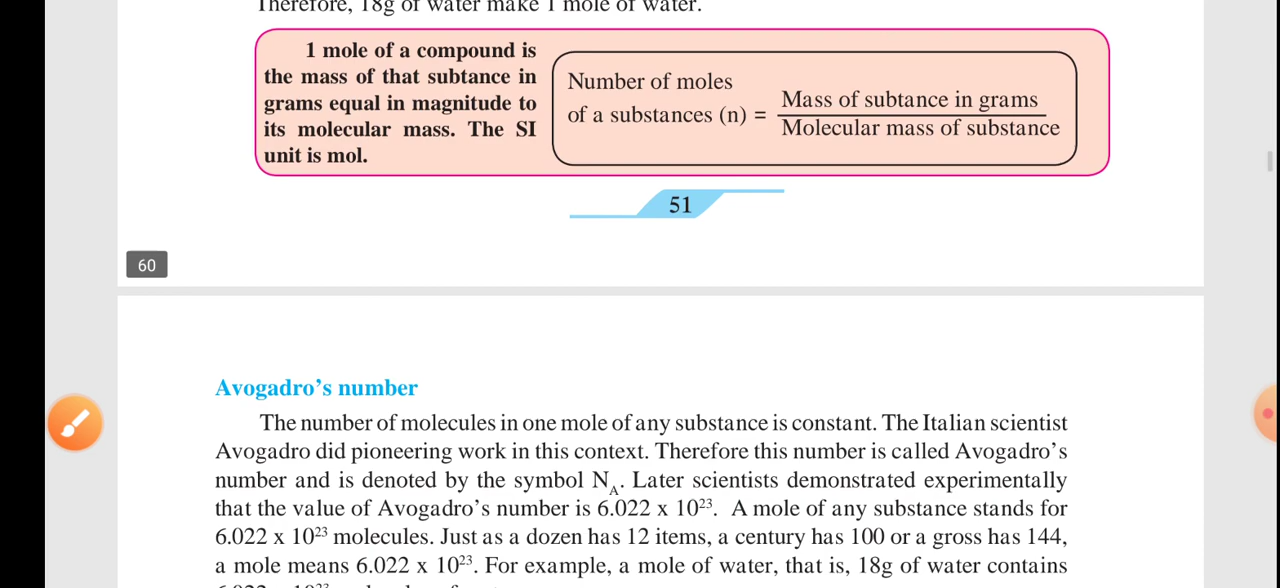 Therefore, 18g of water make 1 mole of water.
1 mole of a compound is
the mass of that subtance in
grams equal in magnitude to
its molecular mass. The SI
unit is mol.
Number of moles
of a substances (n) = Mass of subtance in grams
Molecular mass of substance
51
60
Avogadro's number
The number of molecules in one mole of any substance is constant. The Italian scientist
Avogadro did pioneering work in this context. Therefore this number is called Avogadro's
number and is denoted by the symbol N_A. Later scientists demonstrated experimentally
that the value of Avogadro's number is 6.022 x 10²³. A mole of any substance stands for
6.022 x 10²³ molecules. Just as a dozen has 12 items, a century has 100 or a gross has 144,
a mole means 6.022 x 10²³. For example, a mole of water, that is, 18g of water contains